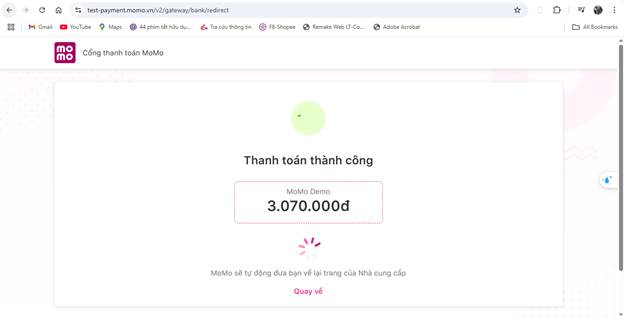 test-payment.momo.vn/v2/gateway/bank/redirect
Gmail YouTube Maps 44 phím tắt hữu dụ... Tra cứu thông tin F8-Shopee Remake Web LT-Co... Adobe Acrobat All Bookmarks
mo
mo
Cổng thanh toán MoMo
Thanh toán thành công
MoMo Demo
3.070.000đ
MoMo sẽ tự động đưa bạn về lại trang của Nhà cung cấp
Quay về